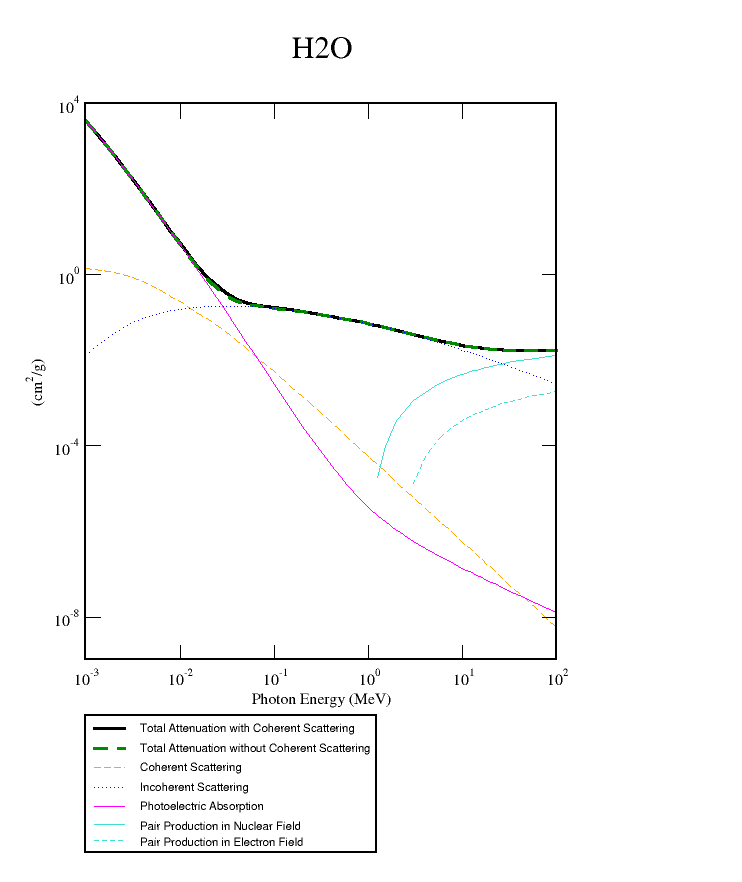 H2O
10^4
10^0
10^-4
10^-8
(cm^2/g)
10^-3 10^-2 10^-1 10^0 10^1 10^2
Photon Energy (MeV)
Total Attenuation with Coherent Scattering
Total Attenuation without Coherent Scattering
Coherent Scattering
Incoherent Scattering
Photoelectric Absorption
Pair Production in Nuclear Field
Pair Production in Electron Field